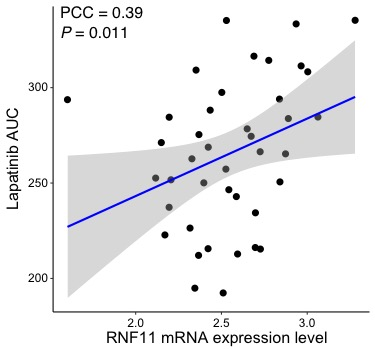 PCC = 0.39
P = 0.011
Lapatinib AUC
300
250
200
2.0 2.5 3.0
RNF11 mRNA expression level